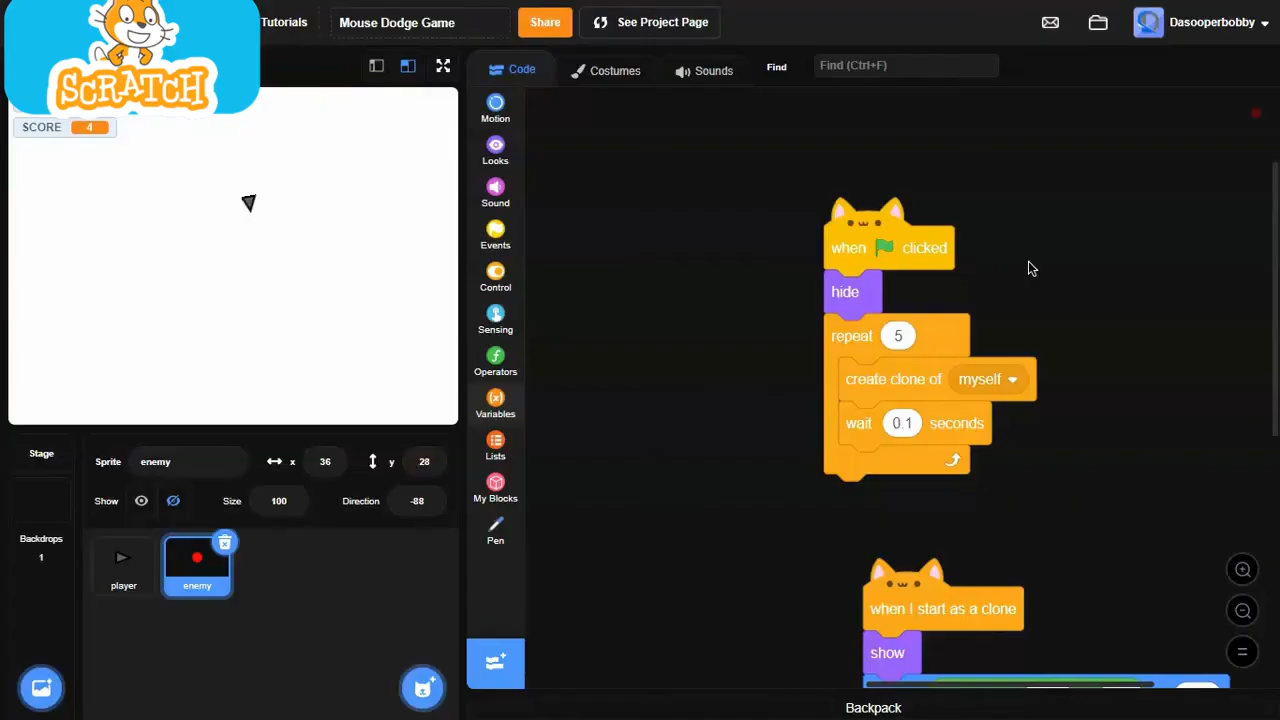 Tutorials
Mouse Dodge Game
Share
See Project Page
Dasooperbobby
SCRATCH
Code
Costumes
Sounds
Find
Find (Ctrl+F)
SCORE 4
Motion
Looks
Sound
Events
Control
Sensing
Operators
Variables
Lists
My Blocks
Pen
when clicked
hide
repeat 5
create clone of myself
wait 0.1 seconds
when I start as a clone
show
Sprite enemy x 36 y 28
Show Size 100 Direction -88
player
enemy
Stage
Backdrops
1
Backpack